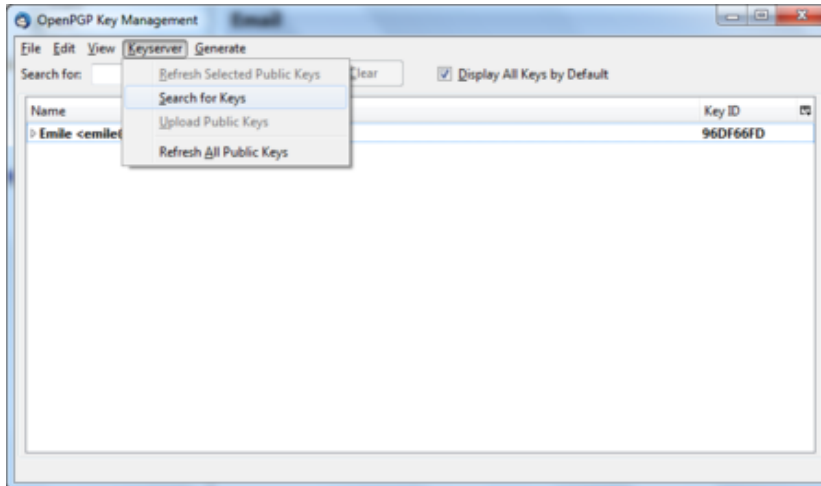 OpenPGP Key Management
Email
File Edit View Keyserver Generate
Search for: Clear Display All Keys by Default
Refresh Selected Public Keys
Search for Keys
Upload Public Keys
Refresh All Public Keys
Name Key ID
Emile <emile 96DF66FD